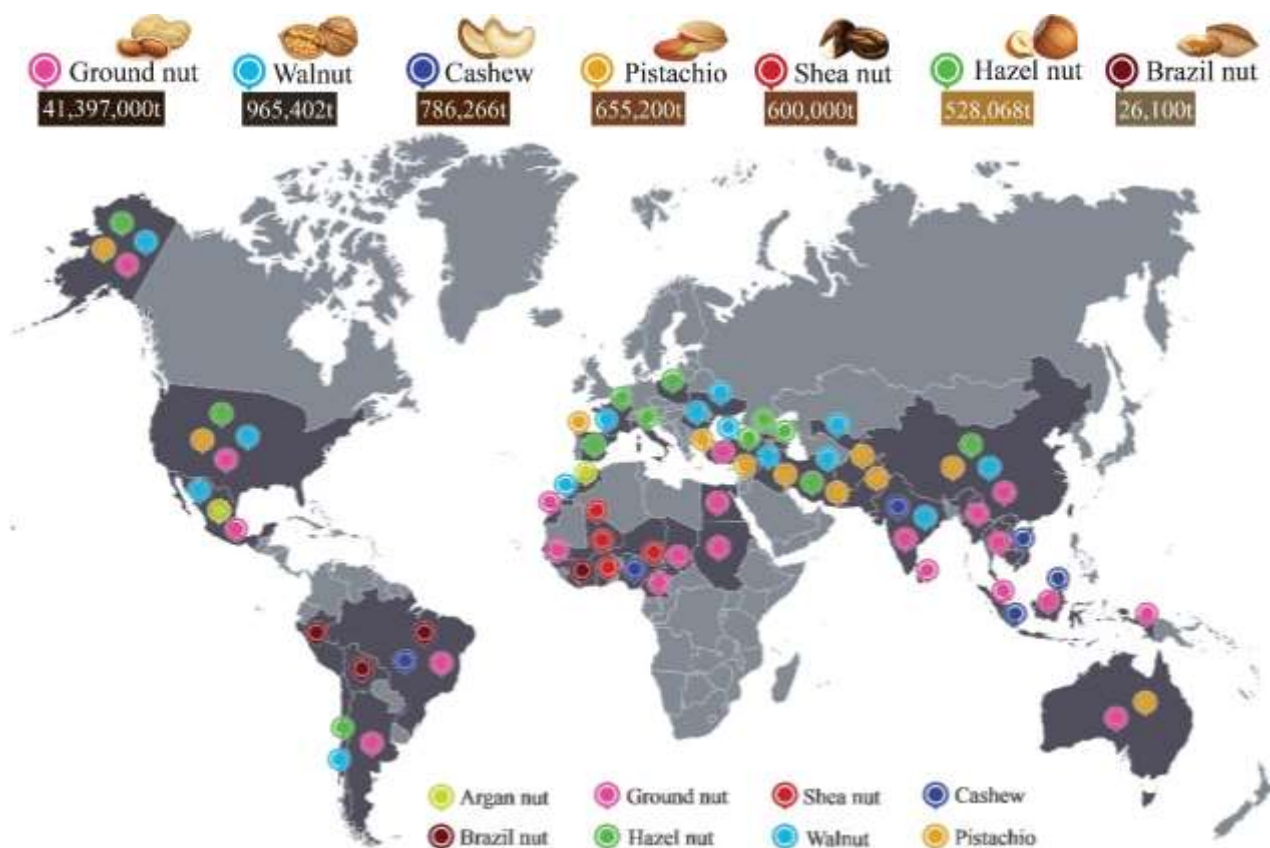 Ground nut Walnut Cashew Pistachio Shea nut Hazel nut Brazil nut
41,397,000t 965,402t 786,266t 655,200t 600,000t 528,068t 26,100t
Argan nut Ground nut Shea nut Cashew
Brazil nut Hazel nut Walnut Pistachio